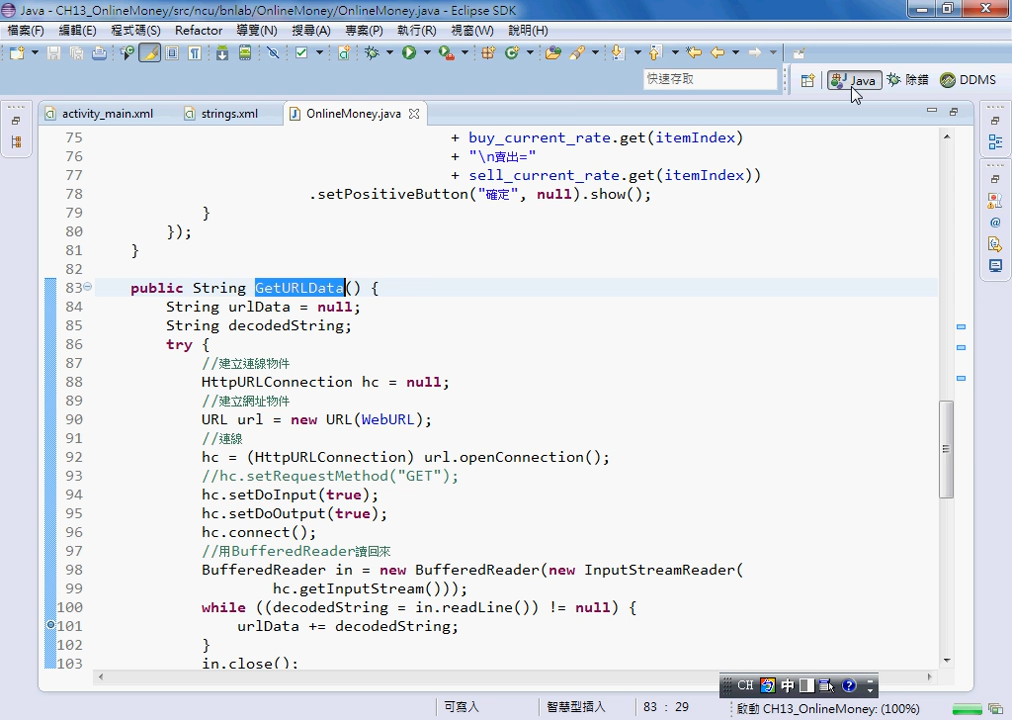 Java - CH13_OnlineMoney/src/ncu/bnlab/OnlineMoney/OnlineMoney.java - Eclipse SDK
檔案(F) 編輯(E) 程式碼(S) Refactor 導覽(N) 搜尋(A) 專案(P) 執行(R) 視窗(W) 說明(H)
快速存取 Java 除錯 DDMS
activity_main.xml strings.xml OnlineMoney.java
75 + buy_current_rate.get(itemIndex)
76 + "\n賣出="
77 + sell_current_rate.get(itemIndex))
78 .setPositiveButton("確定", null).show();
79 }
80 });
81 }
82
83 public String GetURLData() {
84 String urlData = null;
85 String decodedString;
86 try {
87 //建立連線物件
88 HttpURLConnection hc = null;
89 //建立網址物件
90 URL url = new URL(WebURL);
91 //連線
92 hc = (HttpURLConnection) url.openConnection();
93 //hc.setRequestMethod("GET");
94 hc.setDoInput(true);
95 hc.setDoOutput(true);
96 hc.connect();
97 //用BufferedReader讀回來
98 BufferedReader in = new BufferedReader(new InputStreamReader(
99 hc.getInputStream()));
100 while ((decodedString = in.readLine()) != null) {
101 urlData += decodedString;
102 }
103 in.close();
CH 中
可寫入 智慧型插入 83 : 29 啟動 CH13_OnlineMoney: (100%)